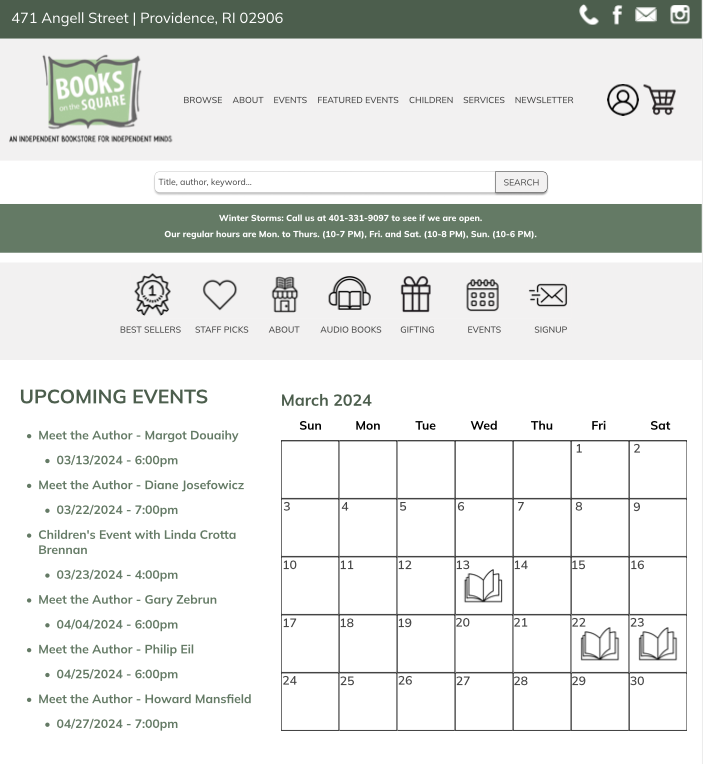 471 Angell Street | Providence, RI 02906
BOOKS
on the SQUARE
AN INDEPENDENT BOOKSTORE FOR INDEPENDENT MINDS
BROWSE ABOUT EVENTS FEATURED EVENTS CHILDREN SERVICES NEWSLETTER
Title, author, keyword... SEARCH
Winter Storms: Call us at 401-331-9097 to see if we are open.
Our regular hours are Mon. to Thurs. (10-7 PM), Fri. and Sat. (10-8 PM), Sun. (10-6 PM).
1
BEST SELLERS STAFF PICKS ABOUT AUDIO BOOKS GIFTING EVENTS SIGNUP
UPCOMING EVENTS
• Meet the Author - Margot Douaihy
• 03/13/2024 - 6:00pm
• Meet the Author - Diane Josefowicz
• 03/22/2024 - 7:00pm
• Children's Event with Linda Crotta
Brennan
• 03/23/2024 - 4:00pm
• Meet the Author - Gary Zebrun
• 04/04/2024 - 6:00pm
• Meet the Author - Philip Eil
• 04/25/2024 - 6:00pm
• Meet the Author - Howard Mansfield
• 04/27/2024 - 7:00pm
March 2024
Sun Mon Tue Wed Thu Fri Sat
1 2
3 4 5 6 7 8 9
10 11 12 13 14 15 16
17 18 19 20 21 22 23
24 25 26 27 28 29 30